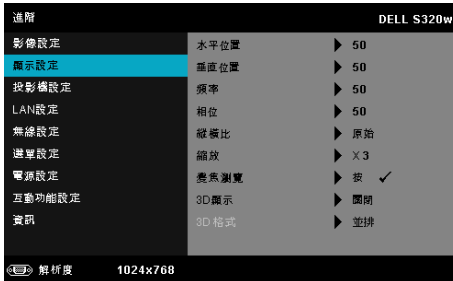 進階 DELL S320w
影像設定 水平位置 50
顯示設定 垂直位置 50
投影機設定 頻率 50
LAN設定 相位 50
無線設定 縱橫比 原始
選單設定 縮放 X3
電源設定 變焦瀏覽 按 ✓
互動功能設定 3D顯示 關閉
資訊 3D格式 並排
解析度 1024x768